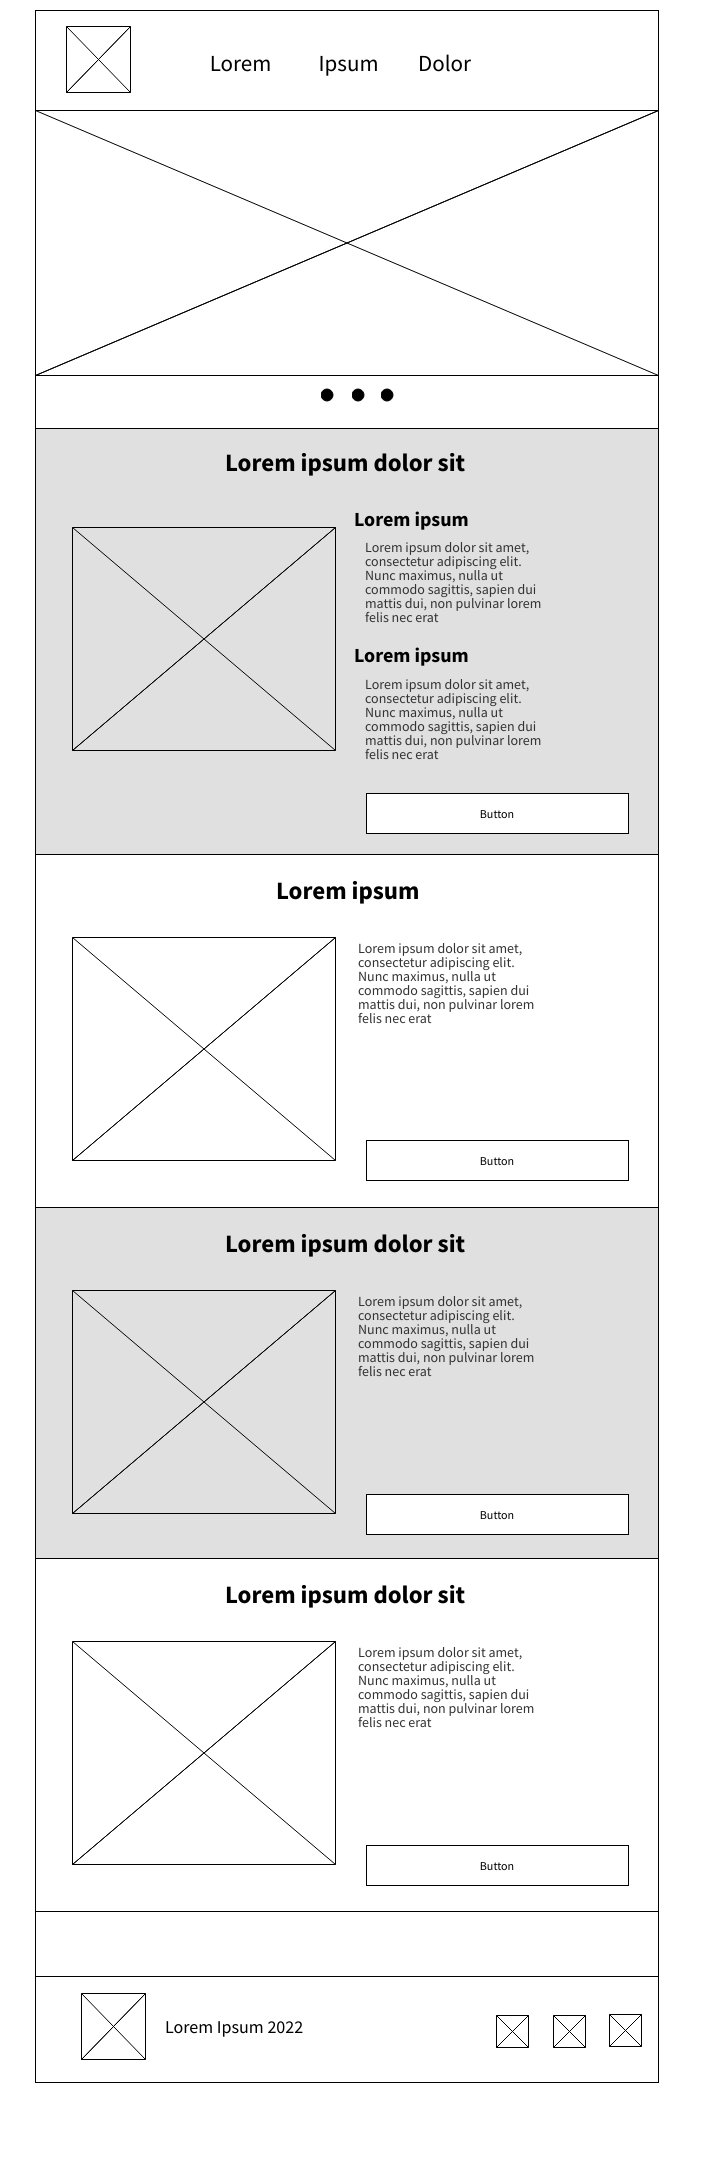 Lorem Ipsum Dolor
Lorem ipsum dolor sit
Lorem ipsum
Lorem ipsum dolor sit amet,
consectetur adipiscing elit.
Nunc maximus, nulla ut
commodo sagittis, sapien dui
mattis dui, non pulvinar lorem
felis nec erat
Lorem ipsum
Lorem ipsum dolor sit amet,
consectetur adipiscing elit.
Nunc maximus, nulla ut
commodo sagittis, sapien dui
mattis dui, non pulvinar lorem
felis nec erat
Button
Lorem ipsum
Lorem ipsum dolor sit amet,
consectetur adipiscing elit.
Nunc maximus, nulla ut
commodo sagittis, sapien dui
mattis dui, non pulvinar lorem
felis nec erat
Button
Lorem ipsum dolor sit
Lorem ipsum dolor sit amet,
consectetur adipiscing elit.
Nunc maximus, nulla ut
commodo sagittis, sapien dui
mattis dui, non pulvinar lorem
felis nec erat
Button
Lorem ipsum dolor sit
Lorem ipsum dolor sit amet,
consectetur adipiscing elit.
Nunc maximus, nulla ut
commodo sagittis, sapien dui
mattis dui, non pulvinar lorem
felis nec erat
Button
Lorem Ipsum 2022